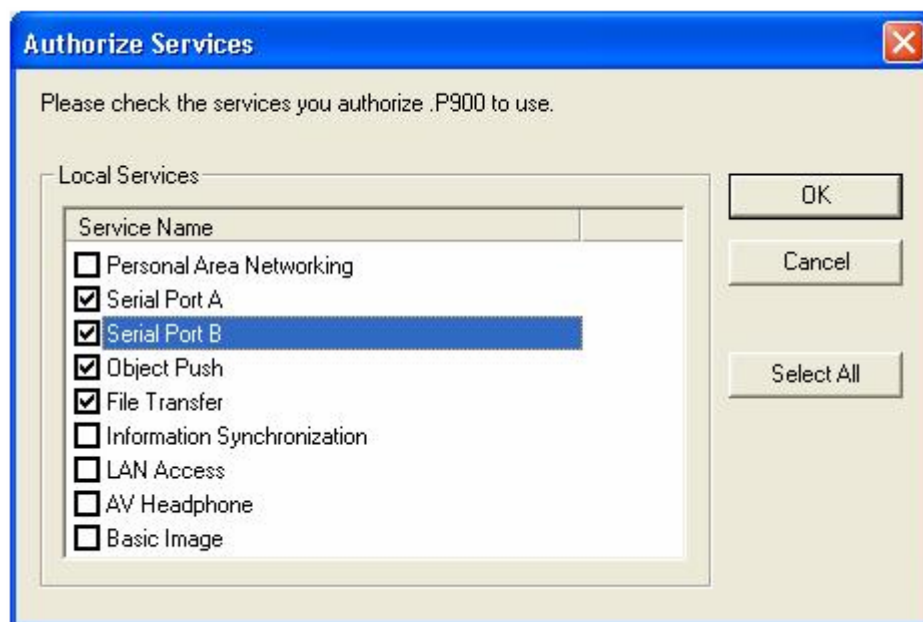 Authorize Services
Please check the services you authorize .P900 to use.
Local Services
Service Name
Personal Area Networking
Serial Port A
Serial Port B
Object Push
File Transfer
Information Synchronization
LAN Access
AV Headphone
Basic Image
OK
Cancel
Select All